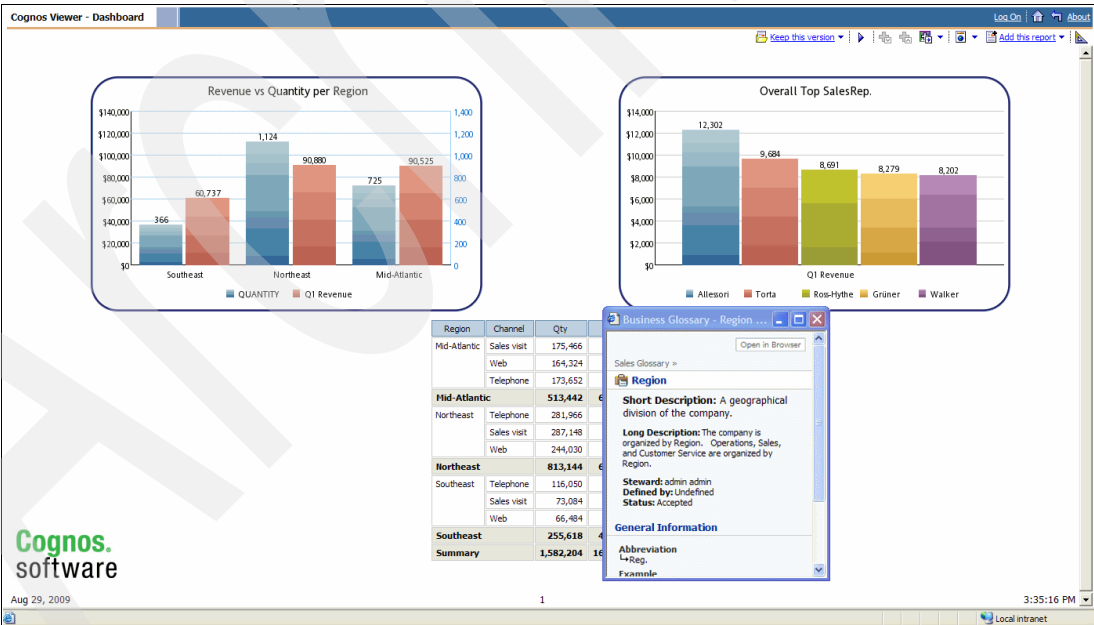 Cognos Viewer - Dashboard
Log On About
Keep this version Add this report
Revenue vs Quantity per Region
$140,000 1,400
$120,000 1,200
$100,000 1,000
$80,000 800
$60,000 600
$40,000 400
$20,000 200
$0 0
366 60,737 1,124 90,880 725 90,525
Southeast Northeast Mid-Atlantic
QUANTITY Q1 Revenue
Overall Top SalesRep.
$14,000
$12,000
$10,000
$8,000
$6,000
$4,000
$2,000
$0
12,302 9,684 8,691 8,279 8,202
Q1 Revenue
Allessori Torta Ros-Hythe Grüner Walker
Region Channel Qty
Mid-Atlantic Sales visit 175,466
Web 164,324
Telephone 173,652
Mid-Atlantic 513,442 6
Northeast Telephone 281,966
Sales visit 287,148
Web 244,030
Northeast 813,144 6
Southeast Telephone 116,050
Sales visit 73,084
Web 66,484
Southeast 255,618 4
Summary 1,582,204 16
Business Glossary - Region ...
Open in Browser
Sales Glossary »
Region
Short Description: A geographical
division of the company.
Long Description: The company is
organized by Region. Operations, Sales,
and Customer Service are organized by
Region.
Steward: admin admin
Defined by: Undefined
Status: Accepted
General Information
Abbreviation
Reg.
Example
Cognos.
software
Aug 29, 2009 1 3:35:16 PM
Local intranet